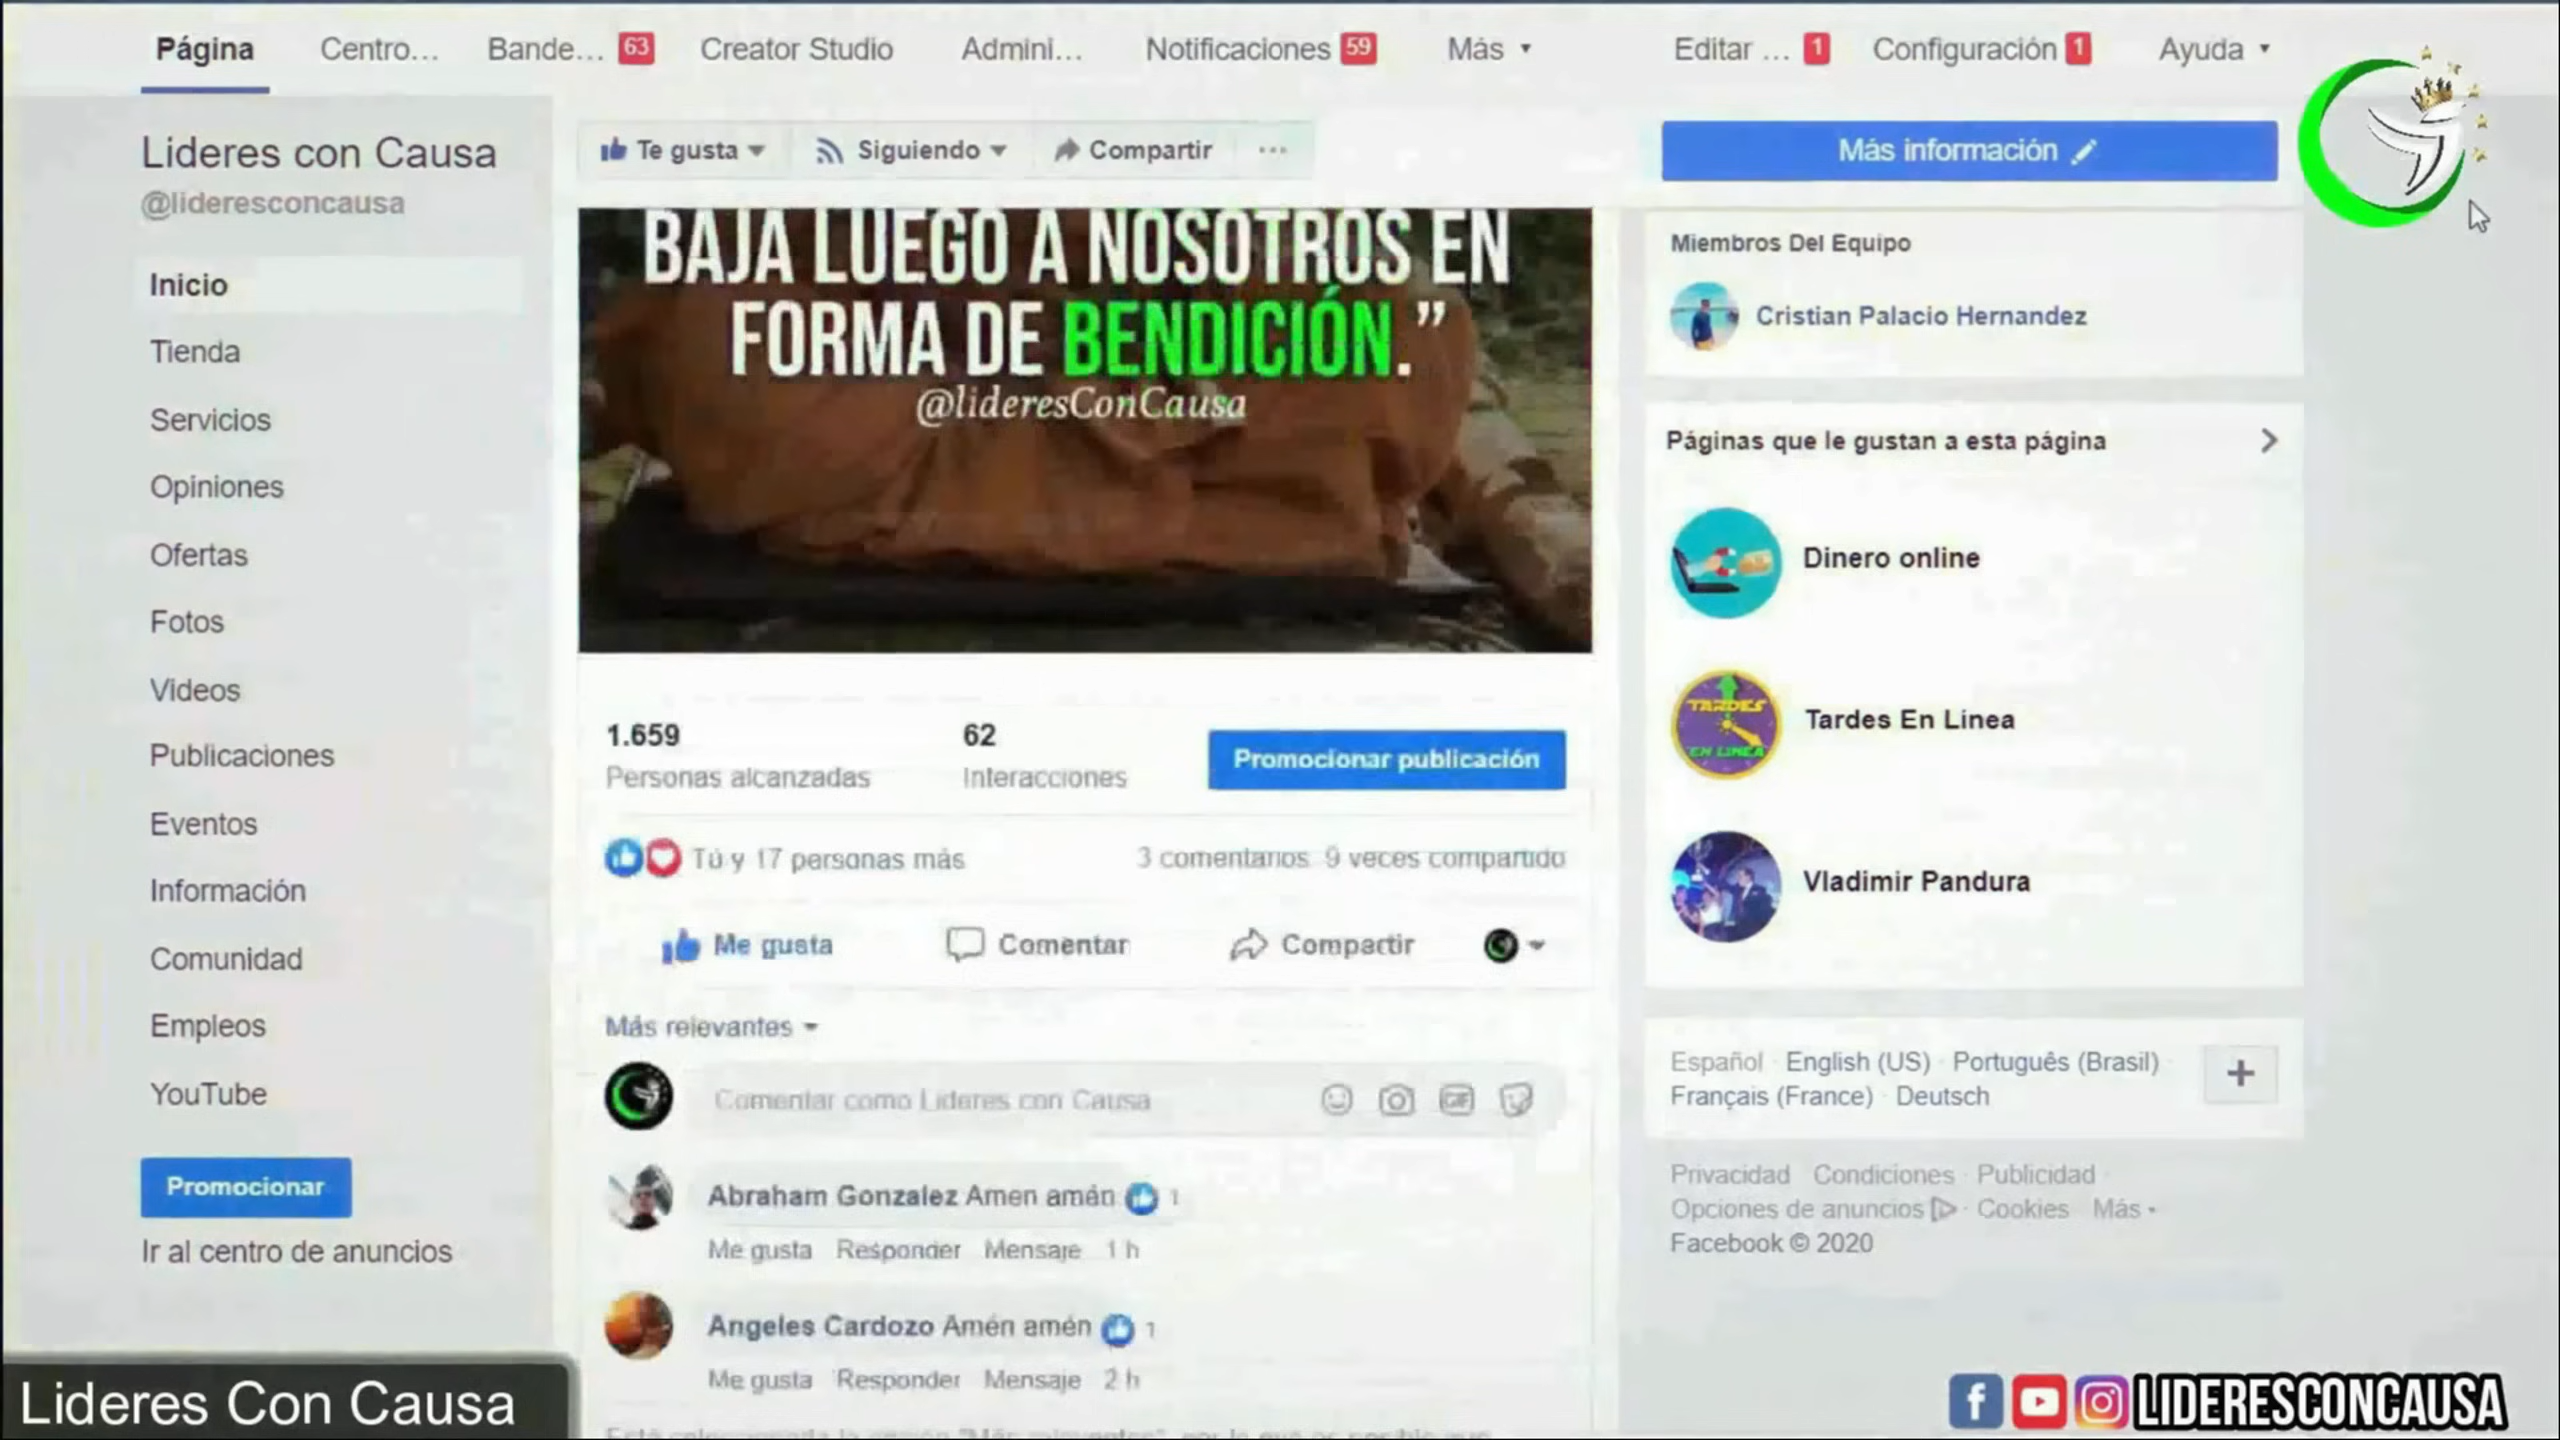 Página Centro... Bande... 63 Creator Studio Admini... Notificaciones 59 Más Editar ... 1 Configuración 1 Ayuda
Lideres con Causa
@lideresconcausa
Inicio
Tienda
Servicios
Opiniones
Ofertas
Fotos
Videos
Publicaciones
Eventos
Información
Comunidad
Empleos
YouTube
Promocionar
Ir al centro de anuncios
Te gusta Siguiendo Compartir ...
BAJA LUEGO A NOSOTROS EN
FORMA DE BENDICIÓN.”
@lideresConCausa
1.659 62
Personas alcanzadas Interacciones
Promocionar publicación
Tú y 17 personas más 3 comentarios 9 veces compartido
Me gusta Comentar Compartir
Más relevantes
Comentar como Lideres con Causa GIF
Abraham Gonzalez Amen amén 1
Me gusta Responder Mensaje 1 h
Angeles Cardozo Amén amén 1
Me gusta Responder Mensaje 2 h
Más información
Miembros Del Equipo
Cristian Palacio Hernandez
Páginas que le gustan a esta página
Dinero online
TARDES
EN LINEA
Tardes En Linea
Vladimir Pandura
Español · English (US) · Português (Brasil) ·
Français (France) · Deutsch
+
Privacidad · Condiciones · Publicidad ·
Opciones de anuncios · Cookies · Más
Facebook © 2020
Lideres Con Causa
LIDERESCONCAUSA